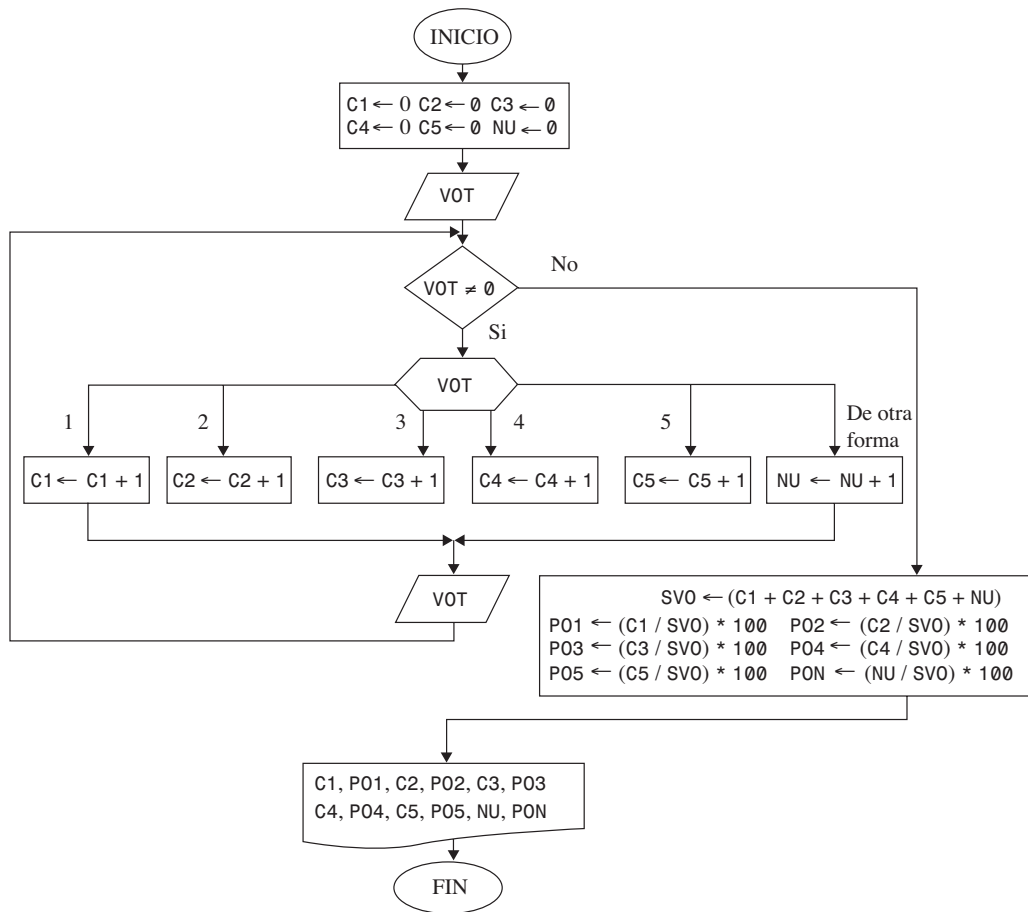 INICIO
C1 ← 0 C2 ← 0 C3 ← 0
C4 ← 0 C5 ← 0 NU ← 0
VOT
VOT ≠ 0
No
Si
VOT
1
2
3
4
5
De otra
forma
C1 ← C1 + 1
C2 ← C2 + 1
C3 ← C3 + 1
C4 ← C4 + 1
C5 ← C5 + 1
NU ← NU + 1
VOT
SVO ← (C1 + C2 + C3 + C4 + C5 + NU)
PO1 ← (C1 / SVO) * 100 PO2 ← (C2 / SVO) * 100
PO3 ← (C3 / SVO) * 100 PO4 ← (C4 / SVO) * 100
PO5 ← (C5 / SVO) * 100 PON ← (NU / SVO) * 100
C1, PO1, C2, PO2, C3, PO3
C4, PO4, C5, PO5, NU, PON
FIN